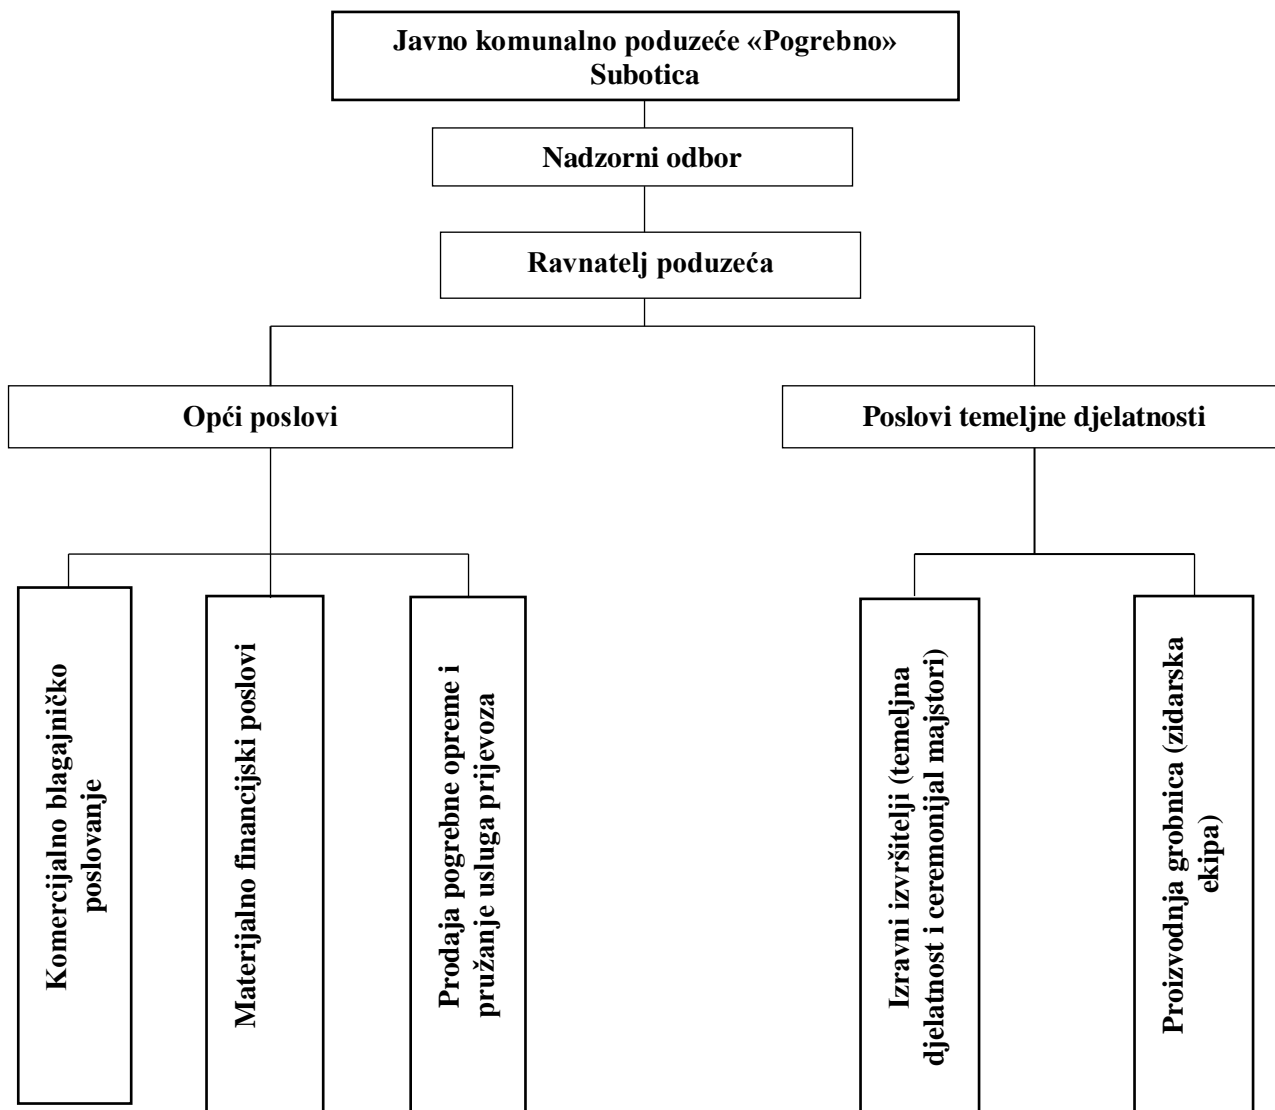 Javno komunalno poduzeće «Pogrebno»
Subotica
Nadzorni odbor
Ravnatelj poduzeća
Opći poslovi
Poslovi temeljne djelatnosti
Komercijalno blagajničko
poslovanje
Materijalno financijski poslovi
Prodaja pogrebne opreme i
pružanje usluga prijevoza
Izravni izvršitelji (temeljna
djelatnost i ceremonijal majstori)
Proizvodnja grobnica (zidarska
ekipa)